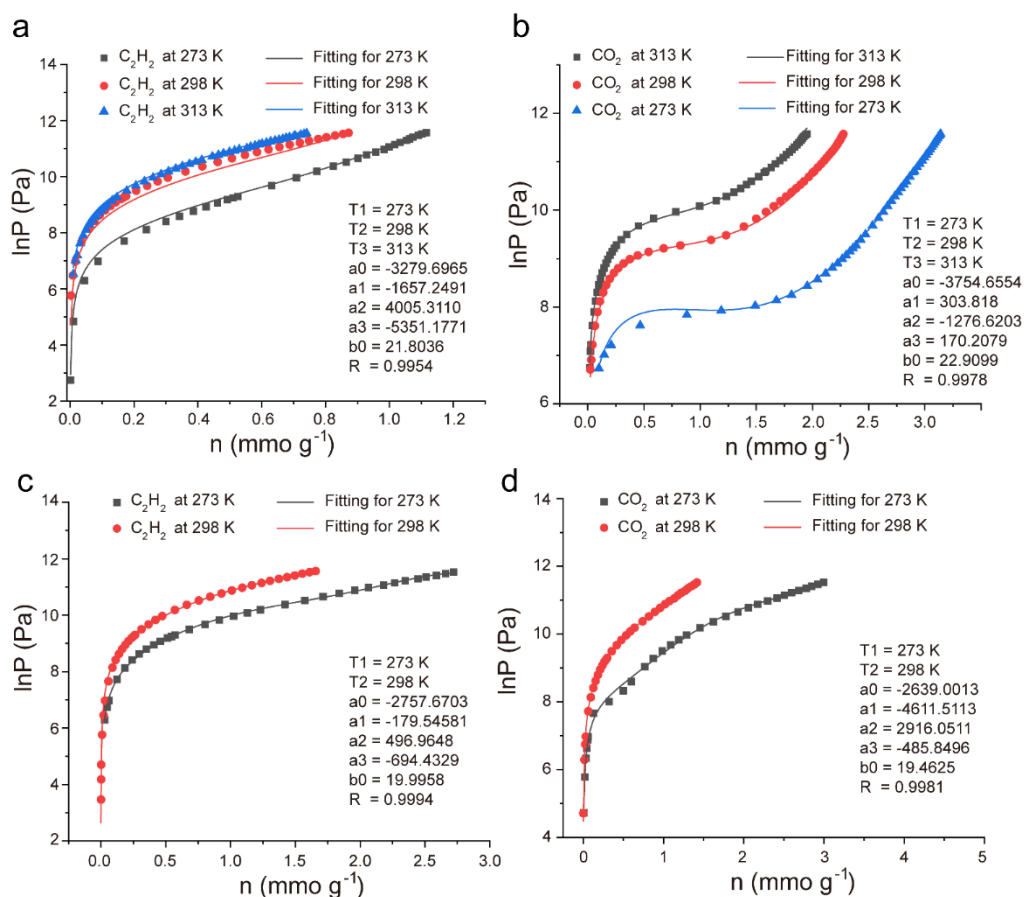 a
C₂H₂ at 273 K
Fitting for 273 K
C₂H₂ at 298 K
Fitting for 298 K
C₂H₂ at 313 K
Fitting for 313 K
14
12
10
8
6
4
2
lnP (Pa)
T1 = 273 K
T2 = 298 K
T3 = 313 K
a0 = -3279.6965
a1 = -1657.2491
a2 = 4005.3110
a3 = -5351.1771
b0 = 21.8036
R = 0.9954
0.0 0.2 0.4 0.6 0.8 1.0 1.2
n (mmo g⁻¹)
b
CO₂ at 313 K
Fitting for 313 K
CO₂ at 298 K
Fitting for 298 K
CO₂ at 273 K
Fitting for 273 K
12
10
8
6
lnP (Pa)
T1 = 273 K
T2 = 298 K
T3 = 313 K
a0 = -3754.6554
a1 = 303.818
a2 = -1276.6203
a3 = 170.2079
b0 = 22.9099
R = 0.9978
0.0 0.5 1.0 1.5 2.0 2.5 3.0
n (mmo g⁻¹)
c
C₂H₂ at 273 K
Fitting for 273 K
C₂H₂ at 298 K
Fitting for 298 K
14
12
10
8
6
4
2
lnP (Pa)
T1 = 273 K
T2 = 298 K
a0 = -2757.6703
a1 = -179.54581
a2 = 496.9648
a3 = -694.4329
b0 = 19.9958
R = 0.9994
0.0 0.5 1.0 1.5 2.0 2.5 3.0
n (mmo g⁻¹)
d
CO₂ at 273 K
Fitting for 273 K
CO₂ at 298 K
Fitting for 298 K
14
12
10
8
6
4
lnP (Pa)
T1 = 273 K
T2 = 298 K
a0 = -2639.0013
a1 = -4611.5113
a2 = 2916.0511
a3 = -485.8496
b0 = 19.4625
R = 0.9981
0 1 2 3 4 5
n (mmo g⁻¹)